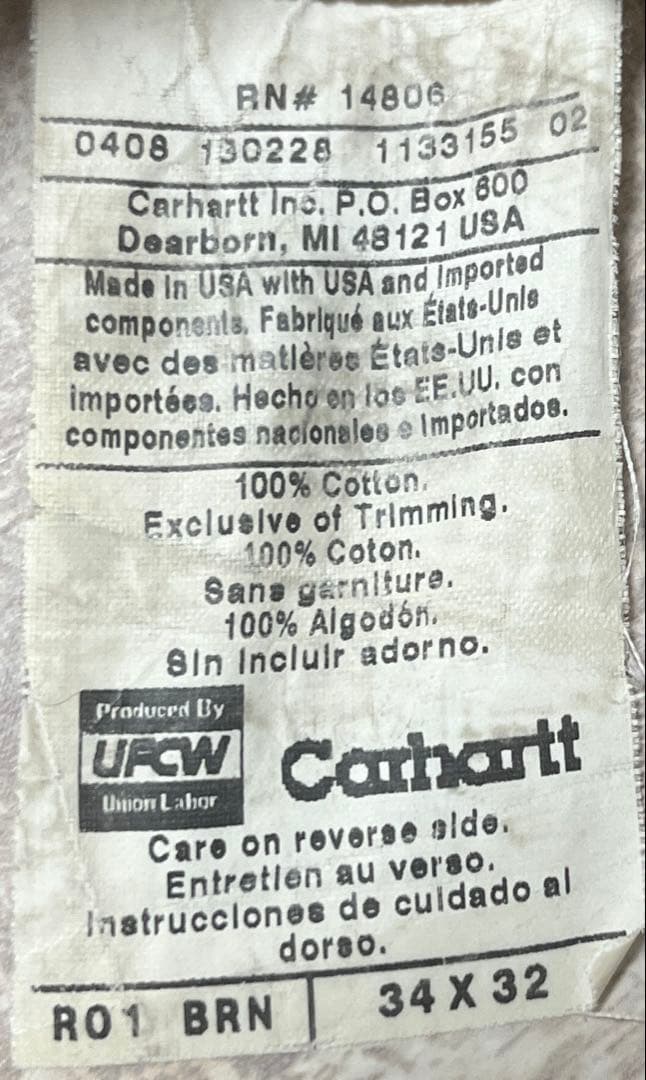 RN# 14806
0408 130228 1133155 02
Carhartt Inc. P.O. Box 600
Dearborn, MI 48121 USA
Made in USA with USA and Imported
components. Fabriqué aux États-Unis
avec des matières États-Unis et
importées. Hecho en los EE.UU. con
componentes nacionales e Importados.
100% Cotton.
Exclusive of Trimming.
100% Coton.
Sans garniture.
100% Algodón.
Sin Incluir adorno.
Produced By
UFCW
Union Labor
Carhartt
Care on reverse side.
Entretien au verso.
Instrucciones de cuidado al
dorso.
R01 BRN 34 X 32